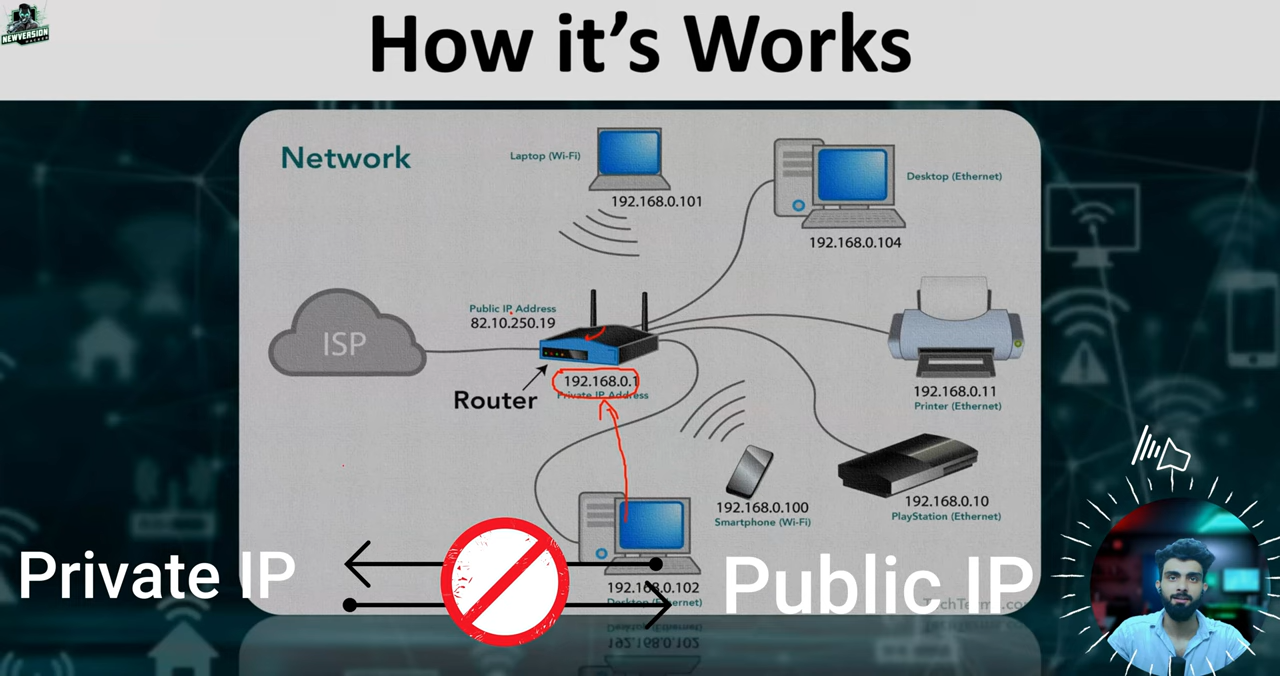 NEWVERSION
HACKER
How it's Works
Network
Laptop (Wi-Fi)
192.168.0.101
Desktop (Ethernet)
192.168.0.104
Public IP Address
82.10.250.19
ISP
192.168.0.1
Private IP Address
Router
192.168.0.11
Printer (Ethernet)
192.168.0.100
Smartphone (Wi-Fi)
192.168.0.10
PlayStation (Ethernet)
192.168.0.102
Desktop (Ethernet)
Private IP
Public IP